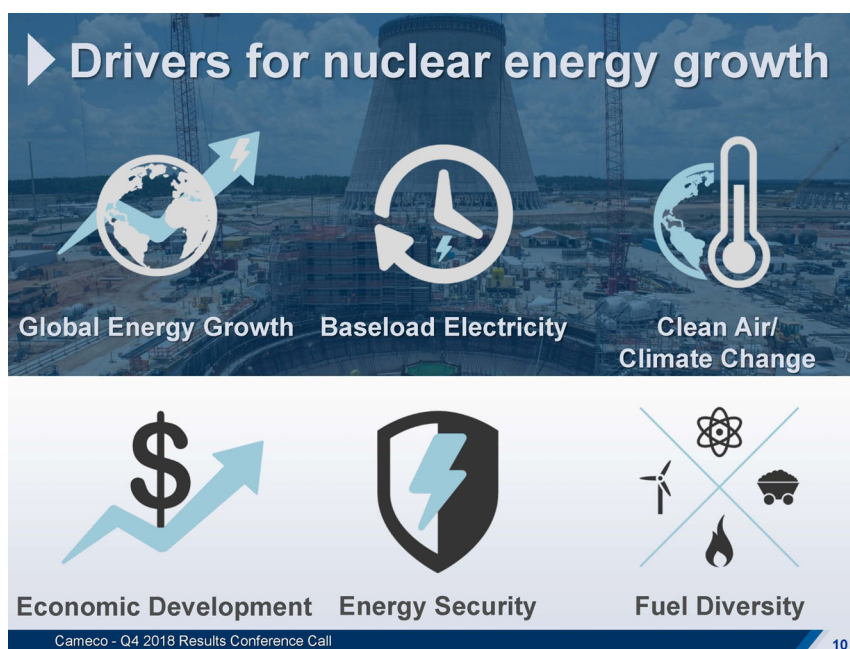 Drivers for nuclear energy growth
Global Energy Growth
Baseload Electricity
Clean Air/
Climate Change
$
Economic Development
Energy Security
Fuel Diversity
Cameco - Q4 2018 Results Conference Call
10